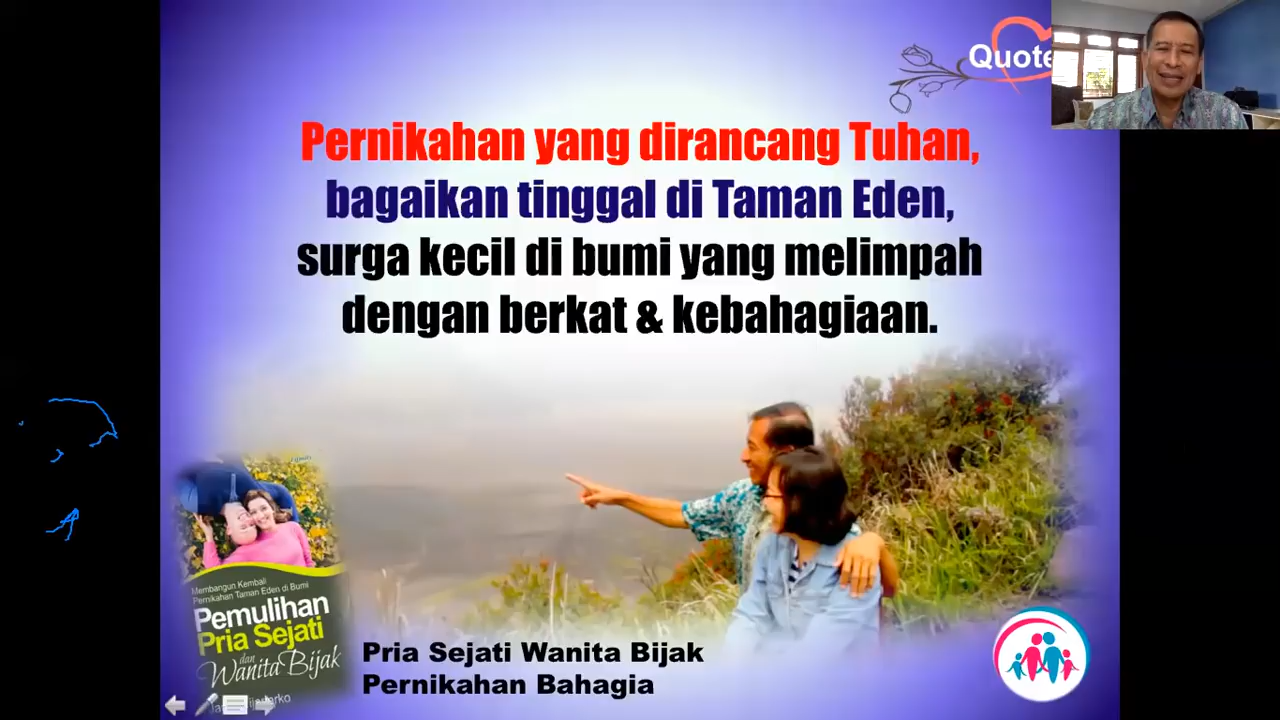 Quote
Pernikahan yang dirancang Tuhan,
bagaikan tinggal di Taman Eden,
surga kecil di bumi yang melimpah
dengan berkat & kebahagiaan.
Membangun Kembali
Pernikahan Taman Eden di Bumi
Pemulihan
Pria Sejati
dan
Wanita Bijak
Pria Sejati Wanita Bijak
Pernikahan Bahagia